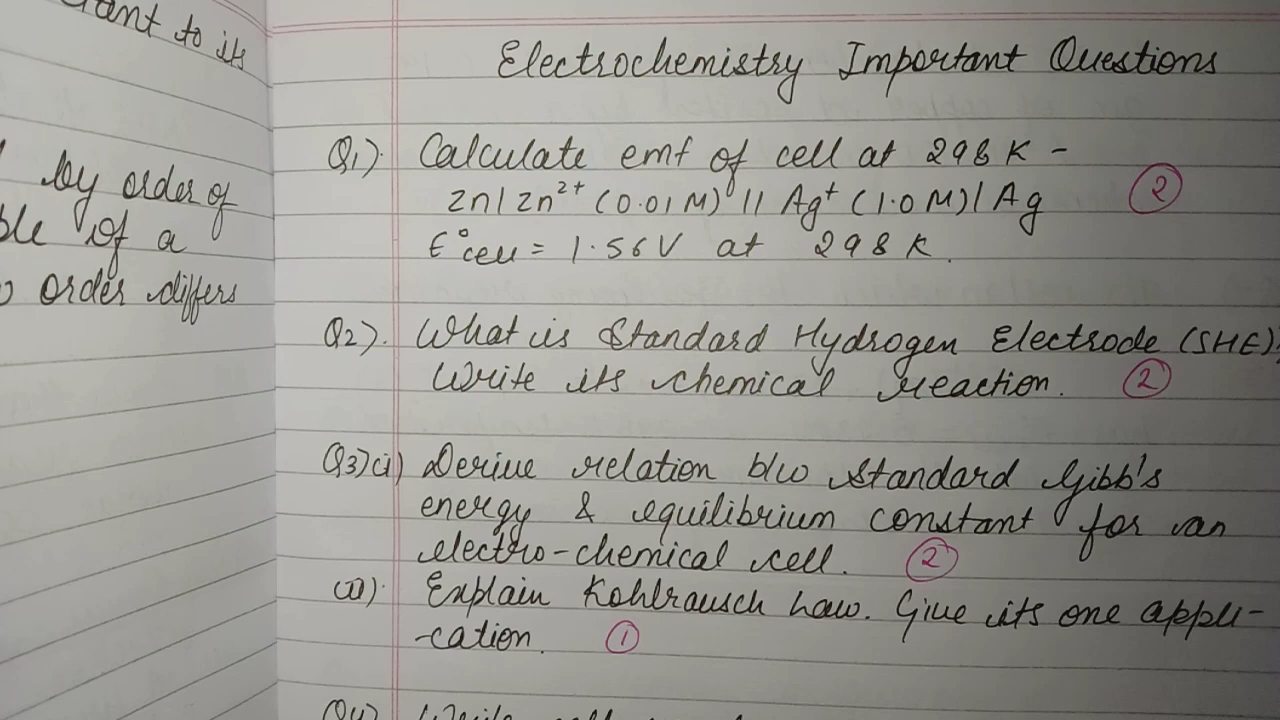 tant to its
by order of
ble of a
order differs
Electrochemistry Important Questions
Q1). Calculate emf of cell at 298 K -
Zn | Zn²⁺ (0.01 M) || Ag⁺ (1.0 M) | Ag ②
E°cell = 1.56 V at 298 K.
Q2). What is Standard Hydrogen Electrode (SHE).
Write its chemical reaction. ②
Q3) (i) Derive relation b/w standard Gibb's
energy & equilibrium constant for an
electro-chemical cell. ②
(II). Explain Kohlrausch Law. Give its one appli-
-cation. ①
Q4)